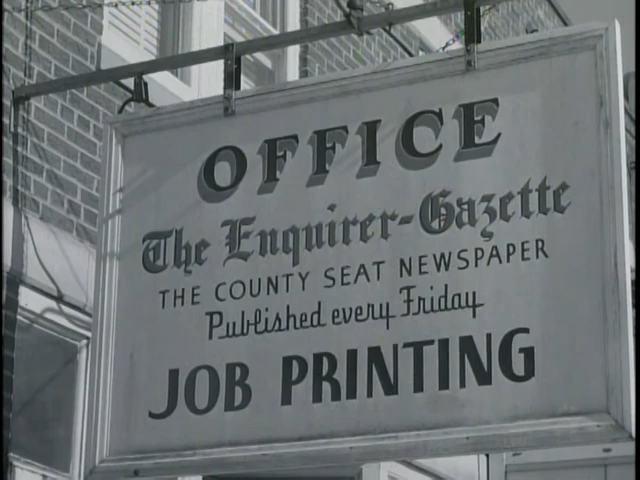 OFFICE
The Enquirer-Gazette
THE COUNTY SEAT NEWSPAPER
Published every Friday
JOB PRINTING